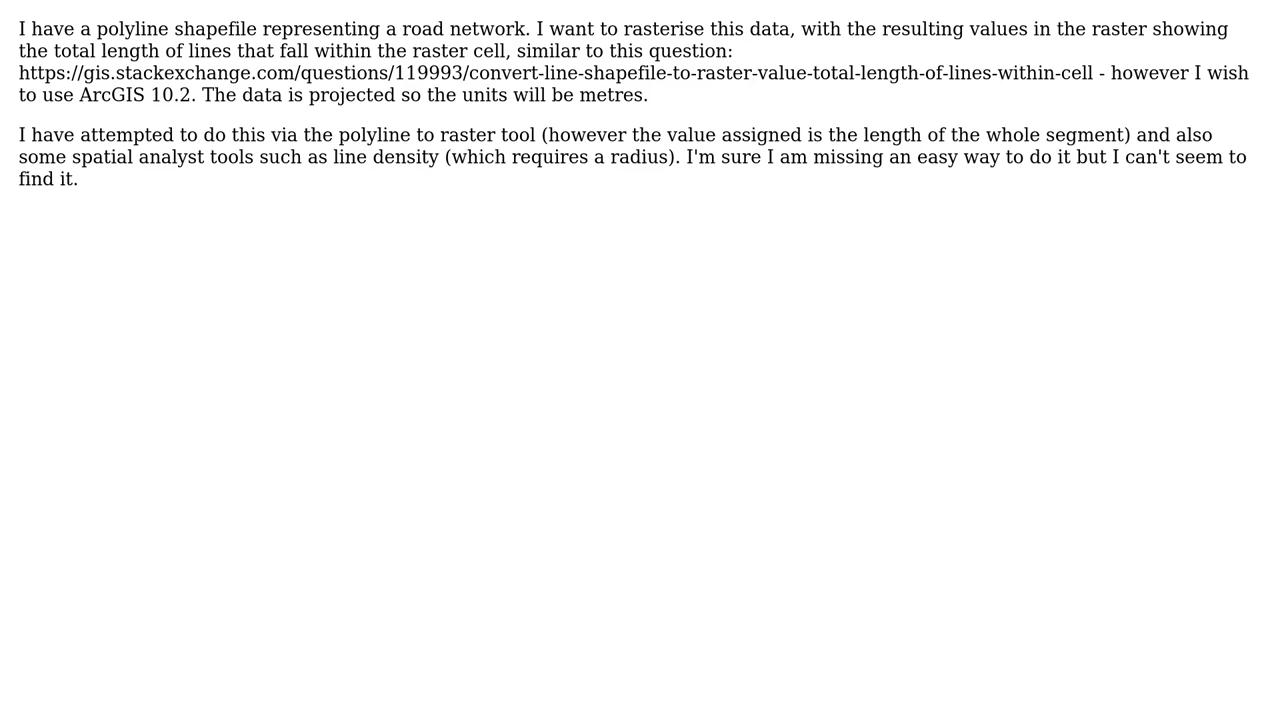 I have a polyline shapefile representing a road network. I want to rasterise this data, with the resulting values in the raster showing
the total length of lines that fall within the raster cell, similar to this question:
https://gis.stackexchange.com/questions/119993/convert-line-shapefile-to-raster-value-total-length-of-lines-within-cell - however I wish
to use ArcGIS 10.2. The data is projected so the units will be metres.
I have attempted to do this via the polyline to raster tool (however the value assigned is the length of the whole segment) and also
some spatial analyst tools such as line density (which requires a radius). I'm sure I am missing an easy way to do it but I can't seem to
find it.